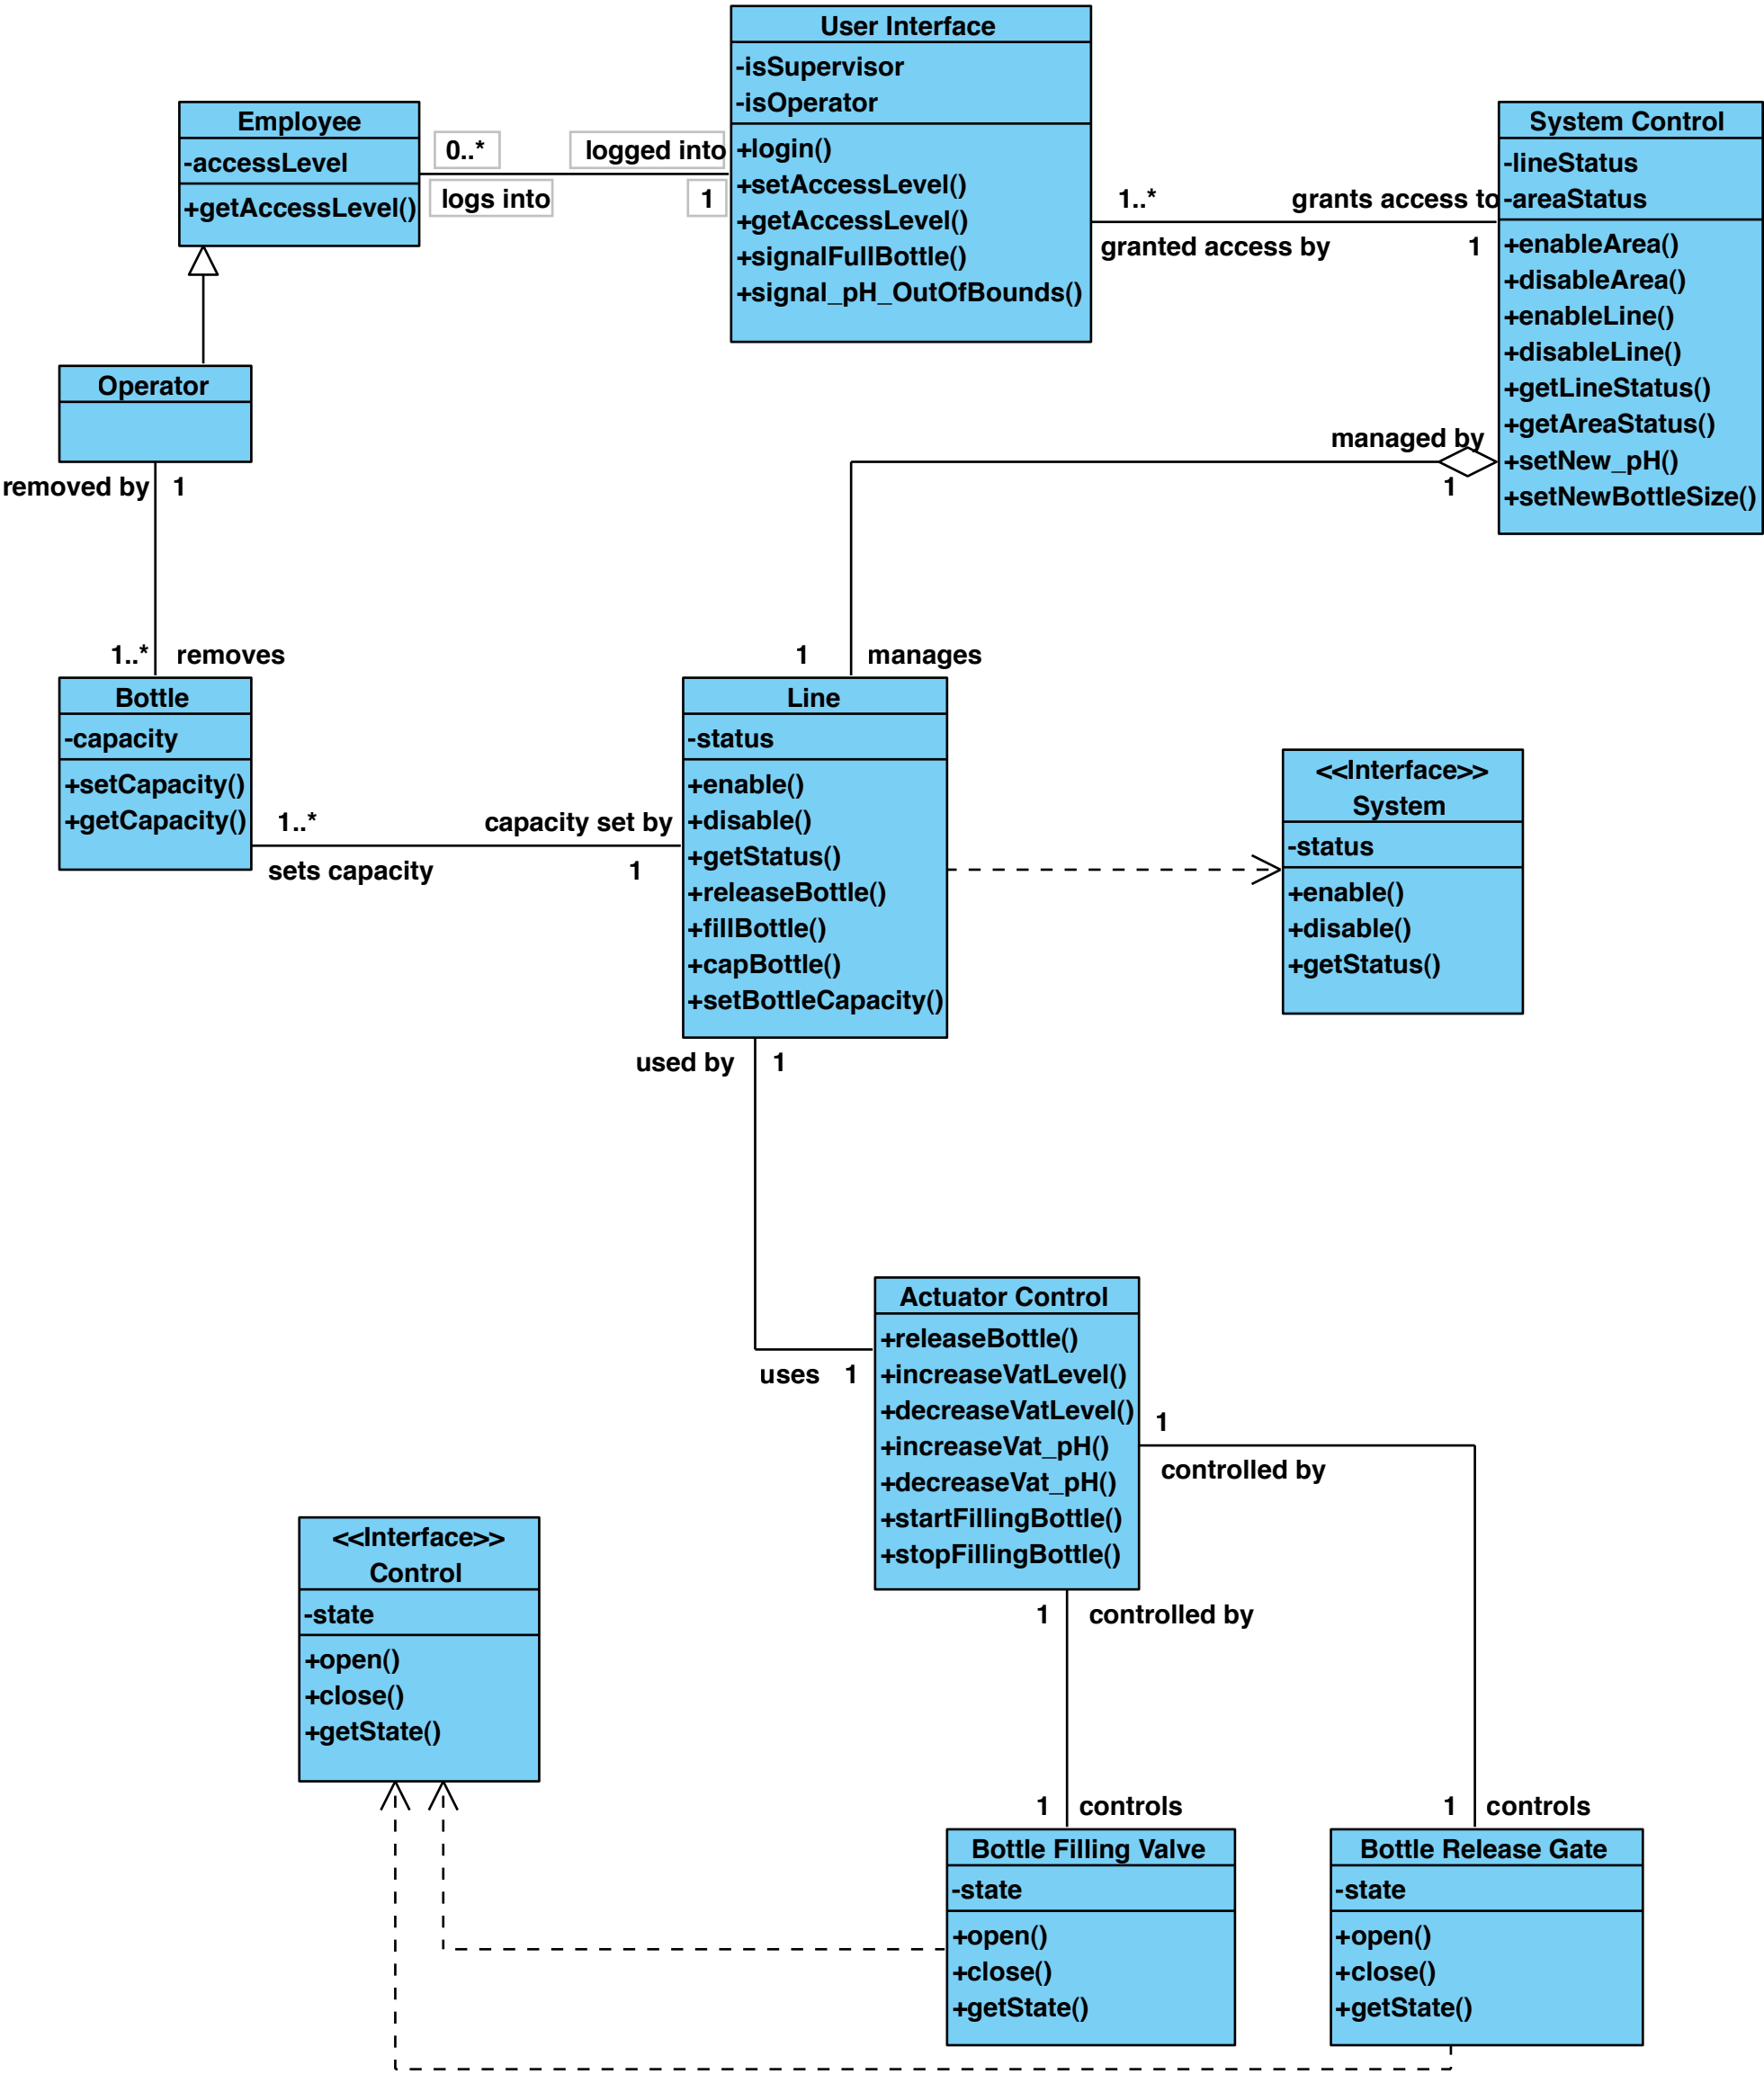 User Interface
-isSupervisor
-isOperator
+login()
+setAccessLevel()
+getAccessLevel()
+signalFullBottle()
+signal_pH_OutOfBounds()
Employee
-accessLevel
+getAccessLevel()
0..*
logged into
logs into
1
System Control
-lineStatus
-areaStatus
+enableArea()
+disableArea()
+enableLine()
+disableLine()
+getLineStatus()
+getAreaStatus()
+setNew_pH()
+setNewBottleSize()
1..*
grants access to
granted access by
1
Operator
removed by
1
managed by
1
1..*
removes
1
manages
Bottle
-capacity
+setCapacity()
+getCapacity()
1..*
capacity set by
sets capacity
1
Line
-status
+enable()
+disable()
+getStatus()
+releaseBottle()
+fillBottle()
+capBottle()
+setBottleCapacity()
<<Interface>>
System
-status
+enable()
+disable()
+getStatus()
used by
1
uses
1
Actuator Control
+releaseBottle()
+increaseVatLevel()
+decreaseVatLevel()
+increaseVat_pH()
+decreaseVat_pH()
+startFillingBottle()
+stopFillingBottle()
1
controlled by
1
controlled by
<<Interface>>
Control
-state
+open()
+close()
+getState()
1
controls
1
controls
Bottle Filling Valve
-state
+open()
+close()
+getState()
Bottle Release Gate
-state
+open()
+close()
+getState()